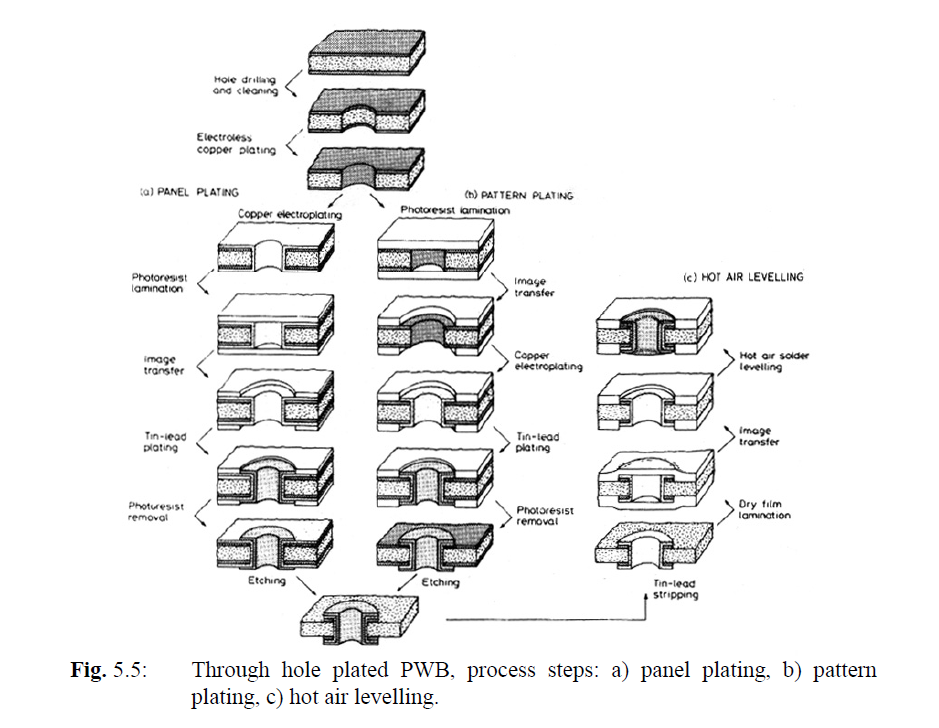 Hole drilling
and cleaning
Electroless
copper plating
(a) PANEL PLATING
(b) PATTERN PLATING
Copper electroplating
Photoresist lamination
Photoresist
lamination
Image
transfer
Tin-lead
plating
Photoresist
removal
Etching
Image
transfer
Copper
electroplating
Tin-lead
plating
Photoresist
removal
Etching
(c) HOT AIR LEVELLING
Hot air solder
levelling
Image
transfer
Dry film
lamination
Tin-lead
stripping
Fig. 5.5: Through hole plated PWB, process steps: a) panel plating, b) pattern
plating, c) hot air levelling.